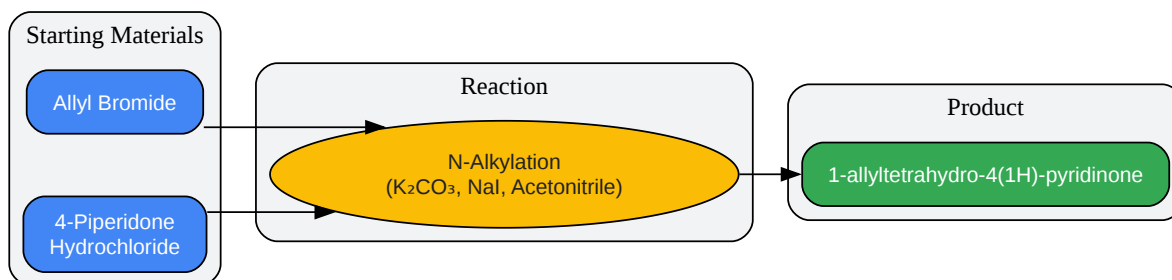 Starting Materials
Allyl Bromide
4-Piperidone
Hydrochloride
Reaction
N-Alkylation
(K₂CO₃, NaI, Acetonitrile)
Product
1-allyltetrahydro-4(1H)-pyridinone